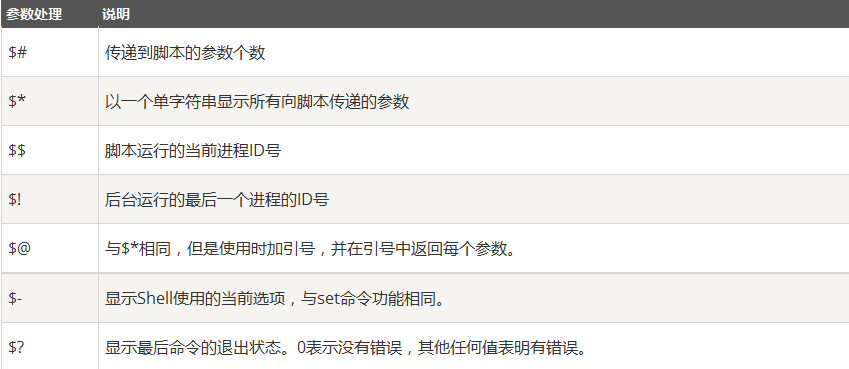 参数处理 说明
$# 传递到脚本的参数个数
$* 以一个单字符串显示所有向脚本传递的参数
$$ 脚本运行的当前进程ID号
$! 后台运行的最后一个进程的ID号
$@ 与$*相同，但是使用时加引号，并在引号中返回每个参数。
$- 显示Shell使用的当前选项，与set命令功能相同。
$? 显示最后命令的退出状态。0表示没有错误，其他任何值表明有错误。